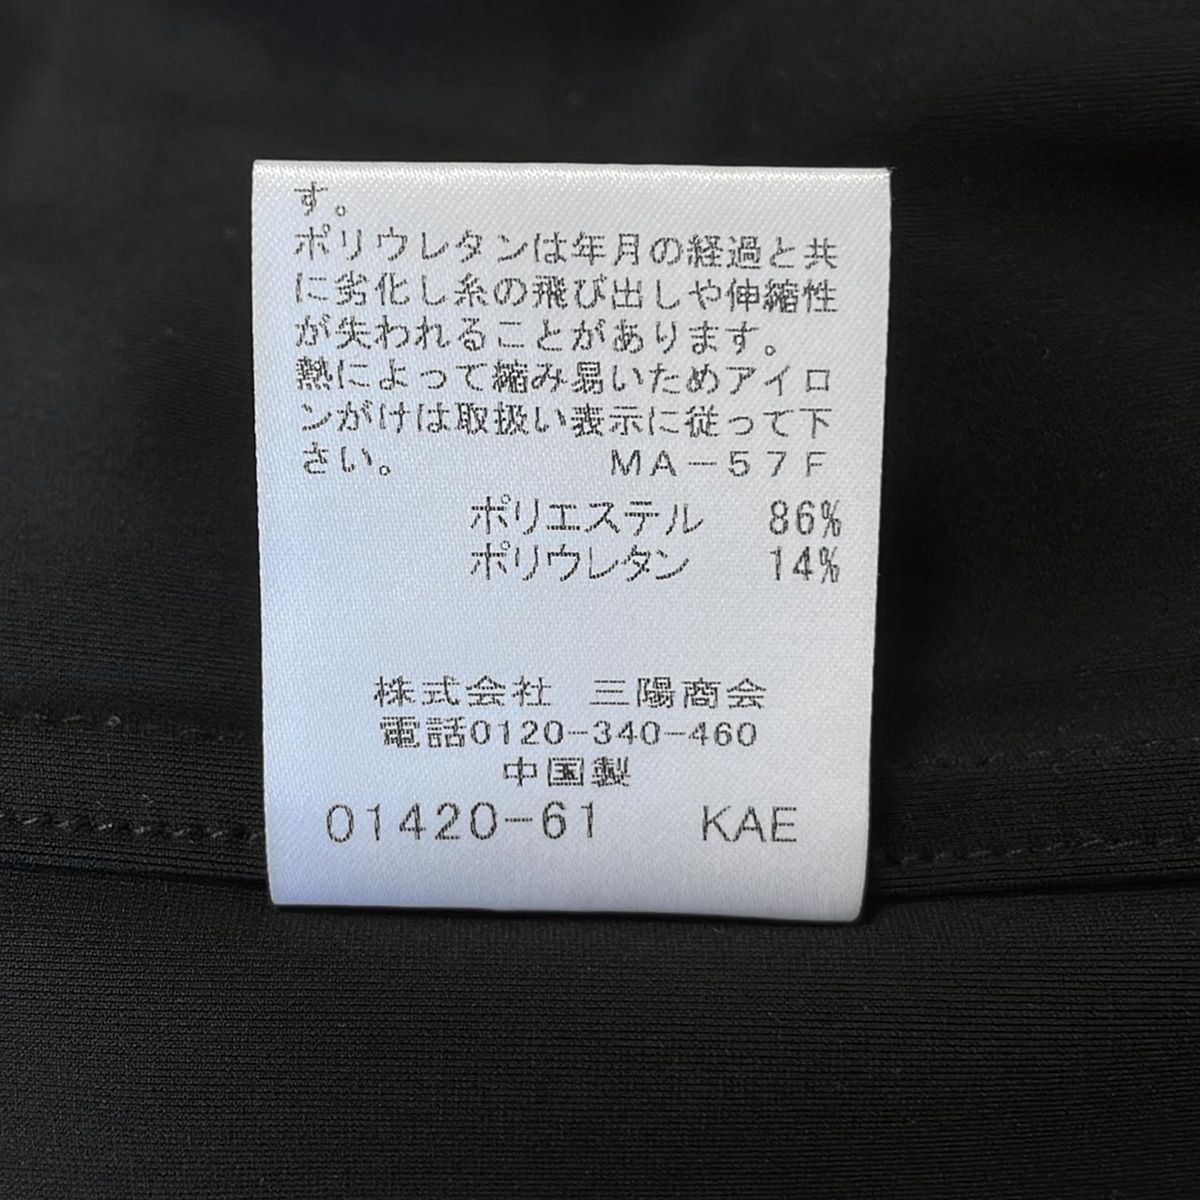 す。
ポリウレタンは年月の経過と共
に劣化し糸の飛び出しや伸縮性
が失われることがあります。
熱によって縮み易いためアイロ
ンがけは取扱い表示に従って下
さい。 MA-57F
ポリエステル 86%
ポリウレタン 14%
株式会社 三陽商会
電話0120-340-460
中国製
01420-61 KAE